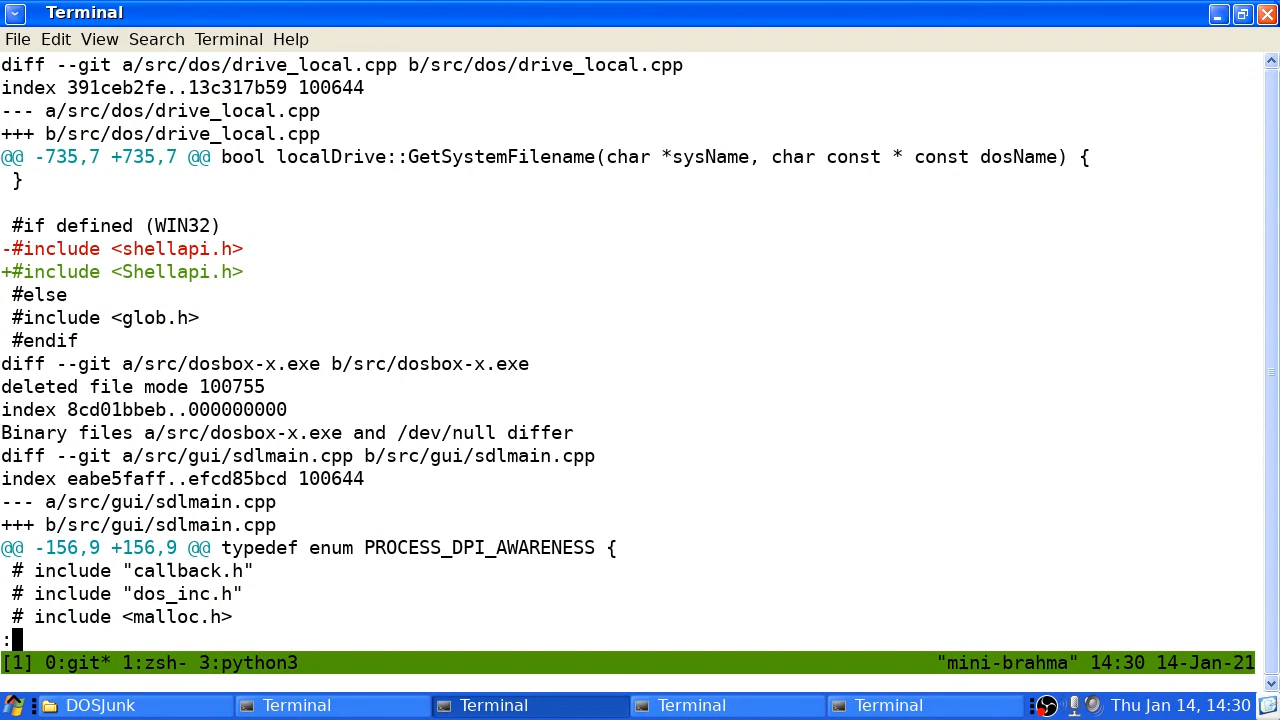 Terminal
File Edit View Search Terminal Help
diff --git a/src/dos/drive_local.cpp b/src/dos/drive_local.cpp
index 391ceb2fe..13c317b59 100644
--- a/src/dos/drive_local.cpp
+++ b/src/dos/drive_local.cpp
@@ -735,7 +735,7 @@ bool localDrive::GetSystemFilename(char *sysName, char const * const dosName) {
 }
 #if defined (WIN32)
-#include <shellapi.h>
+#include <Shellapi.h>
 #else
 #include <glob.h>
 #endif
diff --git a/src/dosbox-x.exe b/src/dosbox-x.exe
deleted file mode 100755
index 8cd01bbeb..000000000
Binary files a/src/dosbox-x.exe and /dev/null differ
diff --git a/src/gui/sdlmain.cpp b/src/gui/sdlmain.cpp
index eabe5faff..efcd85bcd 100644
--- a/src/gui/sdlmain.cpp
+++ b/src/gui/sdlmain.cpp
@@ -156,9 +156,9 @@ typedef enum PROCESS_DPI_AWARENESS {
 # include "callback.h"
 # include "dos_inc.h"
 # include <malloc.h>
:
[1] 0:git* 1:zsh- 3:python3 "mini-brahma" 14:30 14-Jan-21
DOSJunk Terminal Terminal Terminal Terminal Thu Jan 14, 14:30